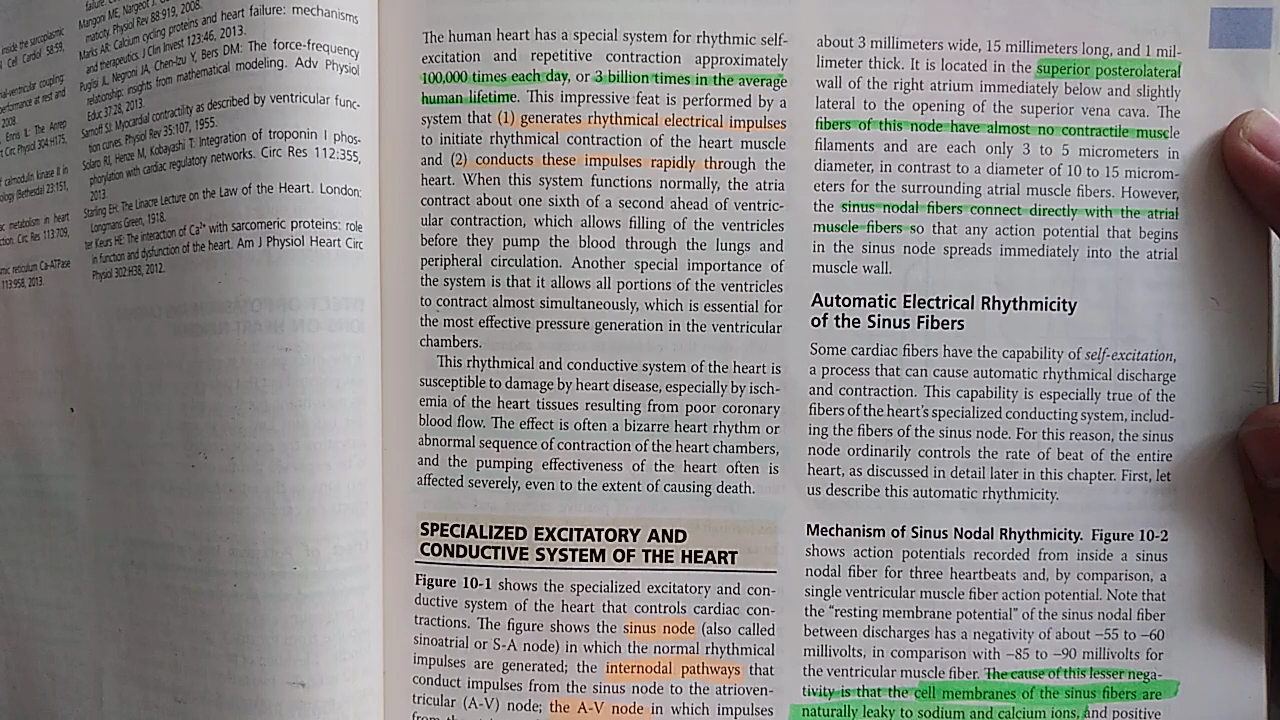 Mangoni ME, Nargeot J:
maticity. Physiol Rev 88:919, 2008.
Marks AR: Calcium cycling proteins and heart failure: mechanisms
and therapeutics. J Clin Invest 123:46, 2013.
Puglisi JL, Negroni JA, Chen-Izu Y, Bers DM: The force-frequency
relationship: insights from mathematical modeling. Adv Physiol
Educ 37:28, 2013.
Sarnoff SJ: Myocardial contractility as described by ventricular func-
tion curves. Physiol Rev 35:107, 1955.
Solaro RJ, Henze M, Kobayashi T: Integration of troponin I phos-
phorylation with cardiac regulatory networks. Circ Res 112:355,
2013.
Starling EH: The Linacre Lecture on the Law of the Heart. London:
Longmans Green, 1918.
ter Keurs HE: The interaction of Ca²⁺ with sarcomeric proteins: role
in function and dysfunction of the heart. Am J Physiol Heart Circ
Physiol 302:H38, 2012.
inside the sarcoplasmic
Cell Cardiol 58:59,
performance at rest and
2008.
Circ Physiol 304:H175,
calmodulin kinase II in
metabolism in heart
Circ Res 113:709,
reticulum Ca-ATPase
113:958, 2013.
The human heart has a special system for rhythmic self-
excitation and repetitive contraction approximately
100,000 times each day, or 3 billion times in the average
human lifetime. This impressive feat is performed by a
system that (1) generates rhythmical electrical impulses
to initiate rhythmical contraction of the heart muscle
and (2) conducts these impulses rapidly through the
heart. When this system functions normally, the atria
contract about one sixth of a second ahead of ventric-
ular contraction, which allows filling of the ventricles
before they pump the blood through the lungs and
peripheral circulation. Another special importance of
the system is that it allows all portions of the ventricles
to contract almost simultaneously, which is essential for
the most effective pressure generation in the ventricular
chambers.
This rhythmical and conductive system of the heart is
susceptible to damage by heart disease, especially by isch-
emia of the heart tissues resulting from poor coronary
blood flow. The effect is often a bizarre heart rhythm or
abnormal sequence of contraction of the heart chambers,
and the pumping effectiveness of the heart often is
affected severely, even to the extent of causing death.
SPECIALIZED EXCITATORY AND
CONDUCTIVE SYSTEM OF THE HEART
Figure 10-1 shows the specialized excitatory and con-
ductive system of the heart that controls cardiac con-
tractions. The figure shows the sinus node (also called
sinoatrial or S-A node) in which the normal rhythmical
impulses are generated; the internodal pathways that
conduct impulses from the sinus node to the atrioven-
tricular (A-V) node; the A-V node in which impulses
about 3 millimeters wide, 15 millimeters long, and 1 mil-
limeter thick. It is located in the superior posterolateral
wall of the right atrium immediately below and slightly
lateral to the opening of the superior vena cava. The
fibers of this node have almost no contractile muscle
filaments and are each only 3 to 5 micrometers in
diameter, in contrast to a diameter of 10 to 15 microm-
eters for the surrounding atrial muscle fibers. However,
the sinus nodal fibers connect directly with the atrial
muscle fibers so that any action potential that begins
in the sinus node spreads immediately into the atrial
muscle wall.
Automatic Electrical Rhythmicity
of the Sinus Fibers
Some cardiac fibers have the capability of self-excitation,
a process that can cause automatic rhythmical discharge
and contraction. This capability is especially true of the
fibers of the heart's specialized conducting system, includ-
ing the fibers of the sinus node. For this reason, the sinus
node ordinarily controls the rate of beat of the entire
heart, as discussed in detail later in this chapter. First, let
us describe this automatic rhythmicity.
Mechanism of Sinus Nodal Rhythmicity. Figure 10-2
shows action potentials recorded from inside a sinus
nodal fiber for three heartbeats and, by comparison, a
single ventricular muscle fiber action potential. Note that
the “resting membrane potential” of the sinus nodal fiber
between discharges has a negativity of about −55 to −60
millivolts, in comparison with −85 to −90 millivolts for
the ventricular muscle fiber. The cause of this lesser nega-
tivity is that the cell membranes of the sinus fibers are
naturally leaky to sodium and calcium ions, and positive